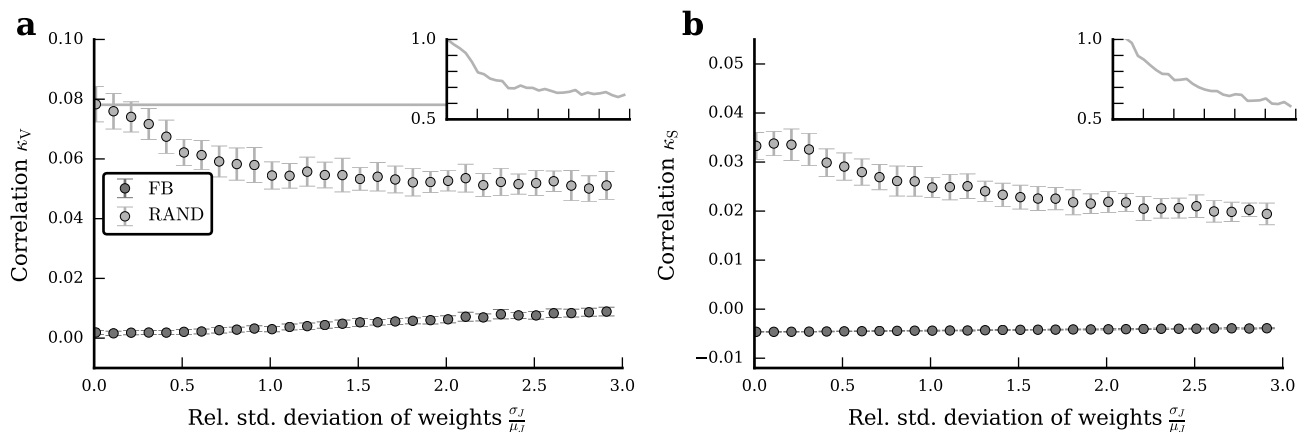 a
0.10
0.08
0.06
0.04
0.02
0.00
Correlation κV
FB
RAND
1.0
0.5
0.0 0.5 1.0 1.5 2.0 2.5 3.0
Rel. std. deviation of weights σJ/μJ
b
0.05
0.04
0.03
0.02
0.01
0.00
−0.01
Correlation κS
1.0
0.5
0.0 0.5 1.0 1.5 2.0 2.5 3.0
Rel. std. deviation of weights σJ/μJ